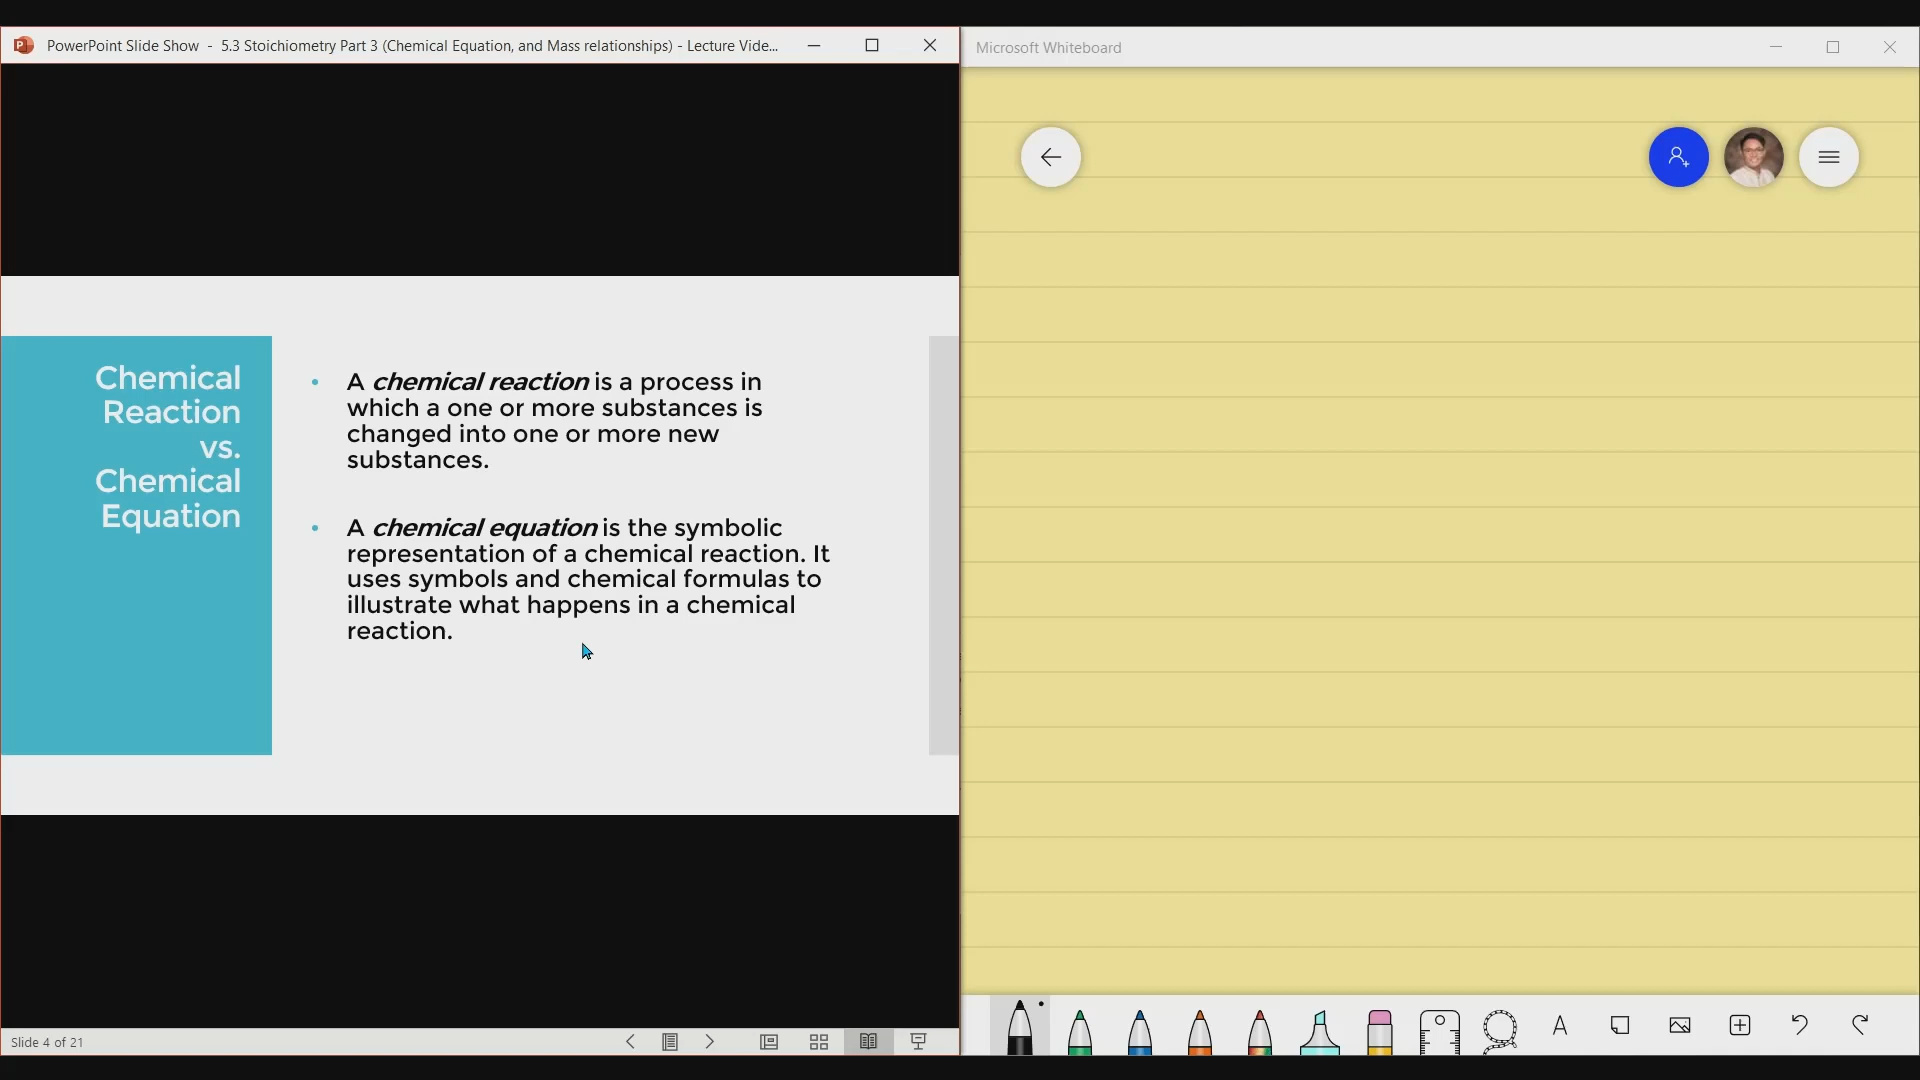 PowerPoint Slide Show - 5.3 Stoichiometry Part 3 (Chemical Equation, and Mass relationships) - Lecture Vide...
Microsoft Whiteboard
Chemical
Reaction
vs.
Chemical
Equation
• A chemical reaction is a process in
which a one or more substances is
changed into one or more new
substances.
• A chemical equation is the symbolic
representation of a chemical reaction. It
uses symbols and chemical formulas to
illustrate what happens in a chemical
reaction.
Slide 4 of 21